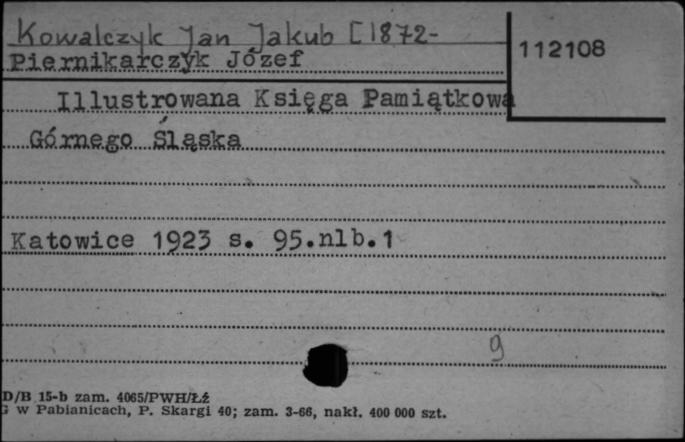 Kowalczyk Jan Jakub [1872-
112108
Piernikarczyk Józef
Illustrowana Księga Pamiątkowa
Górnego Śląska
Katowice 1923 s. 95.nlb.1
9
D/B 15-b zam. 4065/PWH/Łź
G w Pabianicach, P. Skargi 40; zam. 3-66, nakł. 400 000 szt.